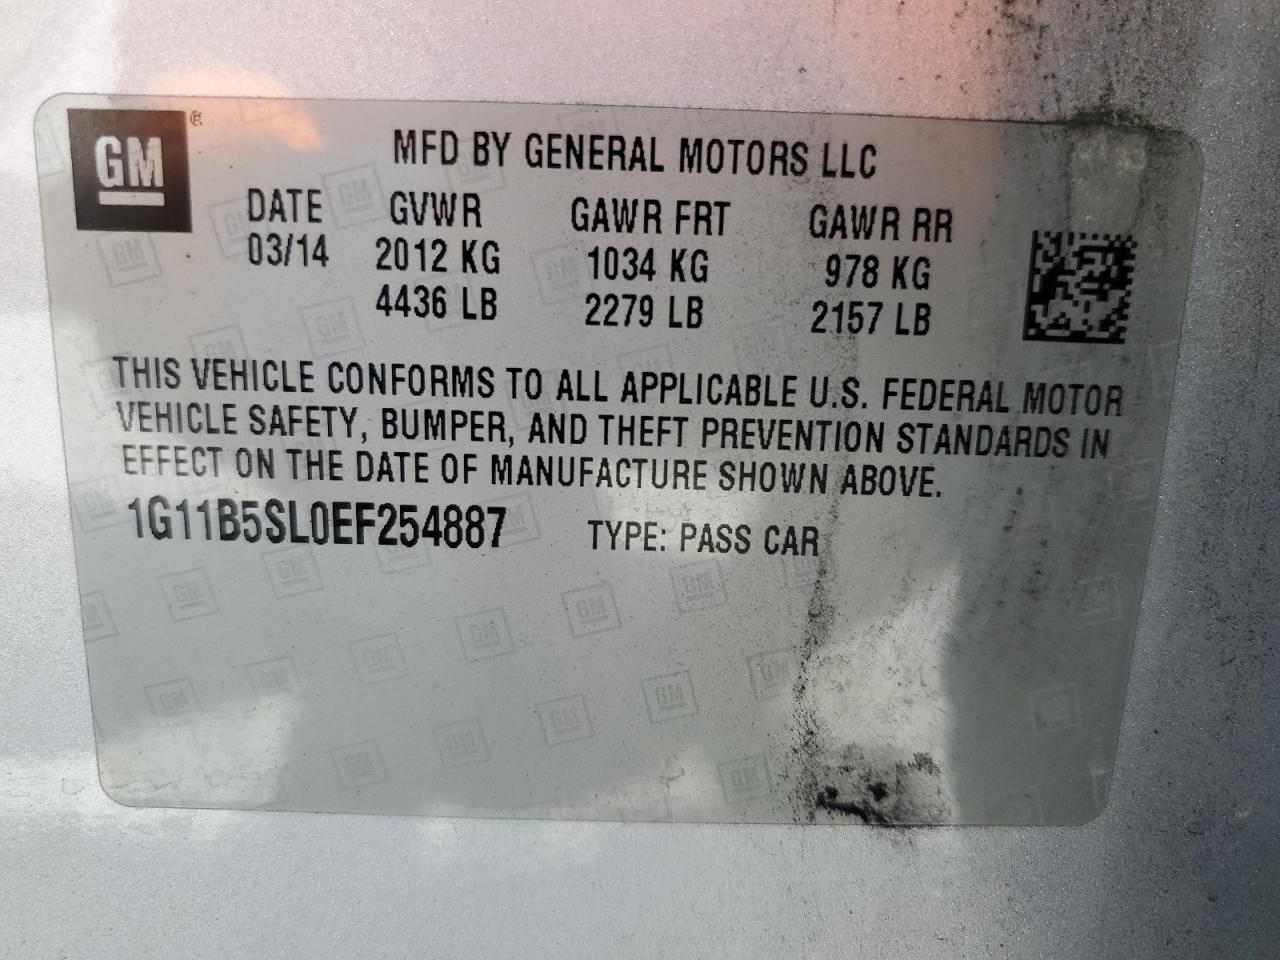 GM ®
MFD BY GENERAL MOTORS LLC
DATE GVWR GAWR FRT GAWR RR
03/14 2012 KG 1034 KG 978 KG
4436 LB 2279 LB 2157 LB
THIS VEHICLE CONFORMS TO ALL APPLICABLE U.S. FEDERAL MOTOR
VEHICLE SAFETY, BUMPER, AND THEFT PREVENTION STANDARDS IN
EFFECT ON THE DATE OF MANUFACTURE SHOWN ABOVE.
1G11B5SL0EF254887 TYPE: PASS CAR